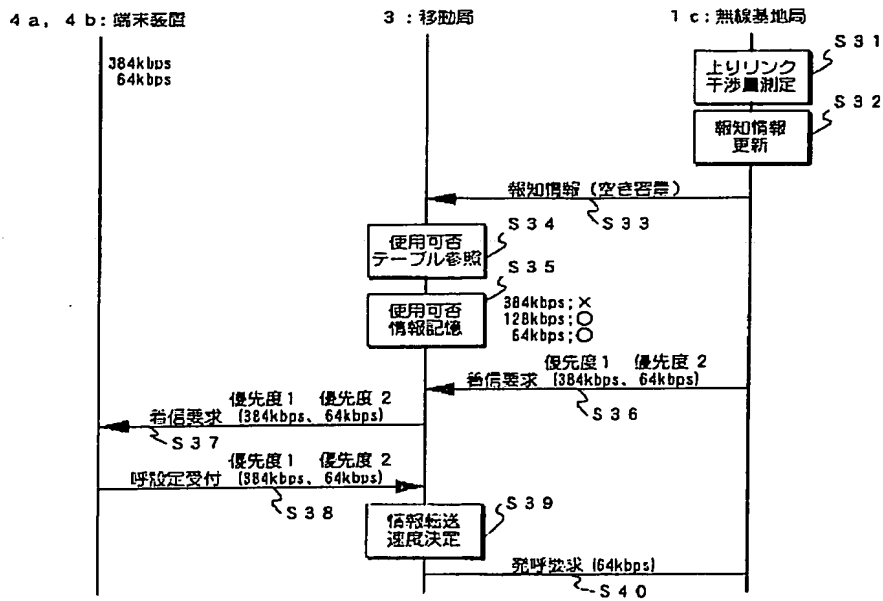 4a, 4b:端末装置
3:移動局
1c:無線基地局
384kbps
64kbps
上りリンク
干渉量測定
S31
報知情報
更新
S32
報知情報(空き容量)
S33
使用可否
テーブル参照
S34
使用可否
情報記憶
S35
384kbps;×
128kbps;○
64kbps;○
優先度1 優先度2
着信要求 (384kbps、64kbps)
S36
優先度1 優先度2
着信要求 (384kbps、64kbps)
S37
優先度1 優先度2
呼設定受付 (384kbps、64kbps)
S38
情報転送
速度決定
S39
発呼要求(64kbps)
S40